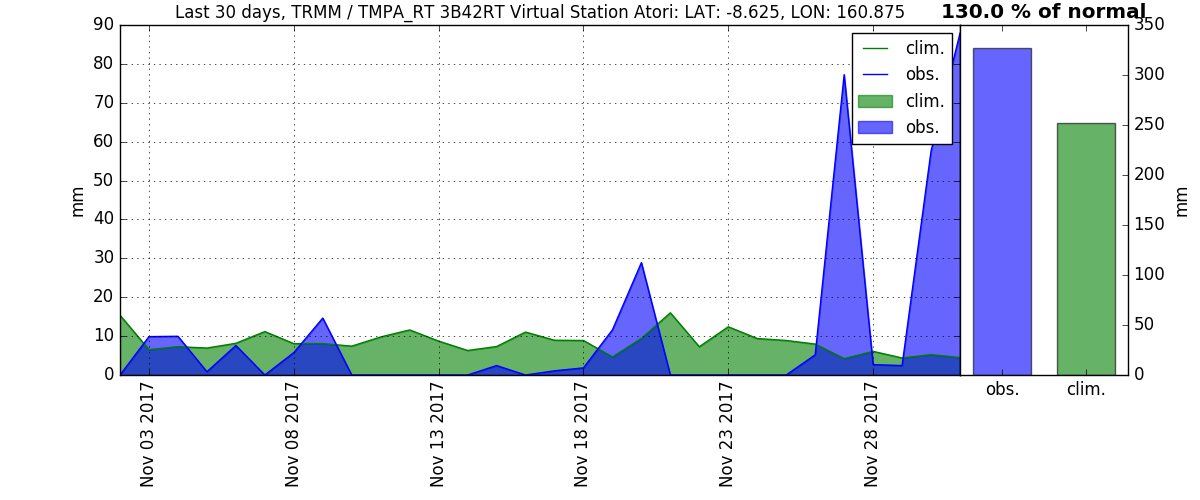 Last 30 days, TRMM / TMPA_RT 3B42RT Virtual Station Atori: LAT: -8.625, LON: 160.875
130.0 % of normal
90
80
70
60
50
40
30
20
10
0
mm
clim.
obs.
clim.
obs.
350
300
250
200
150
100
50
0
mm
Nov 03 2017
Nov 08 2017
Nov 13 2017
Nov 18 2017
Nov 23 2017
Nov 28 2017
obs.
clim.